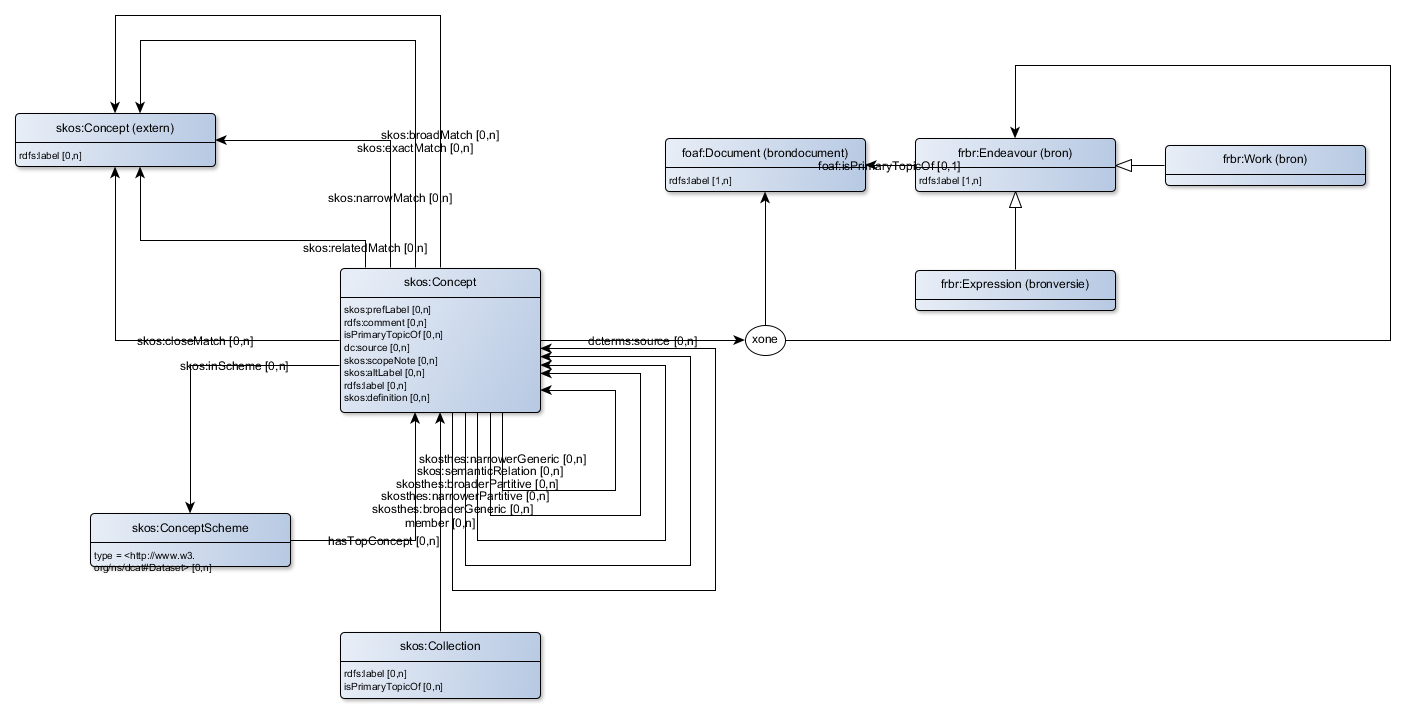 skos:Concept (extern)
rdfs:label [0,n]
skos:broadMatch [0,n]
skos:exactMatch [0,n]
skos:narrowMatch [0,n]
skos:relatedMatch [0,n]
foaf:Document (brondocument)
rdfs:label [1,n]
foaf:isPrimaryTopicOf [0,1]
frbr:Endeavour (bron)
rdfs:label [1,n]
frbr:Work (bron)
frbr:Expression (bronversie)
skos:Concept
skos:prefLabel [0,n]
rdfs:comment [0,n]
isPrimaryTopicOf [0,n]
dc:source [0,n]
skos:scopeNote [0,n]
skos:altLabel [0,n]
rdfs:label [0,n]
skos:definition [0,n]
skos:closeMatch [0,n]
skos:inScheme [0,n]
dcterms:source [0,n]
xone
skosthes:narrowerGeneric [0,n]
skos:semanticRelation [0,n]
skosthes:broaderPartitive [0,n]
skosthes:narrowerPartitive [0,n]
skosthes:broaderGeneric [0,n]
member [0,n]
hasTopConcept [0,n]
skos:ConceptScheme
type = <http://www.w3.
org/ns/dcat#Dataset> [0,n]
skos:Collection
rdfs:label [0,n]
isPrimaryTopicOf [0,n]